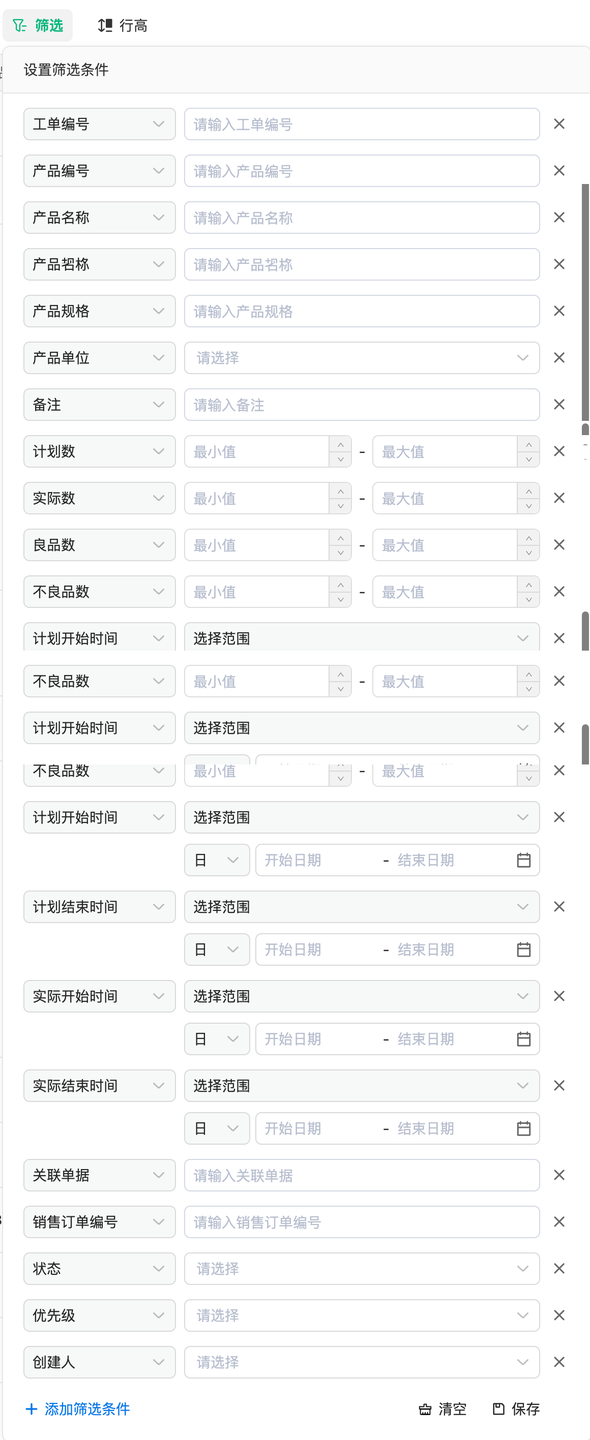 筛选 行高
设置筛选条件
工单编号 请输入工单编号
产品编号 请输入产品编号
产品名称 请输入产品名称
产品规格 请输入产品规格
产品单位 请选择
备注 请输入备注
计划数 最小值 - 最大值
实际数 最小值 - 最大值
良品数 最小值 - 最大值
不良品数 最小值 - 最大值
计划开始时间 选择范围
不良品数 最小值 - 最大值
计划开始时间 选择范围
不良品数 最小值 - 最大值
计划开始时间 选择范围
日 开始日期 - 结束日期
计划结束时间 选择范围
日 开始日期 - 结束日期
实际开始时间 选择范围
日 开始日期 - 结束日期
实际结束时间 选择范围
日 开始日期 - 结束日期
关联单据 请输入关联单据
销售订单编号 请输入销售订单编号
状态 请选择
优先级 请选择
创建人 请选择
添加筛选条件 清空 保存